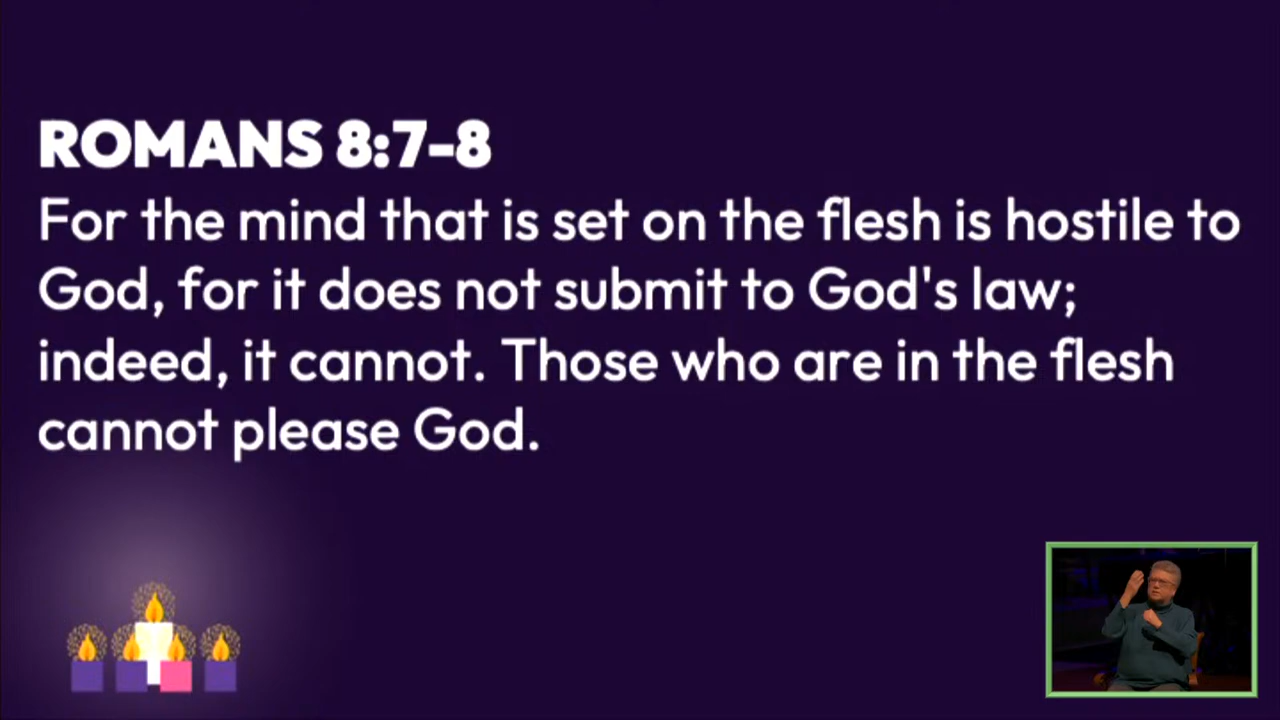 ROMANS 8:7-8
For the mind that is set on the flesh is hostile to
God, for it does not submit to God's law;
indeed, it cannot. Those who are in the flesh
cannot please God.